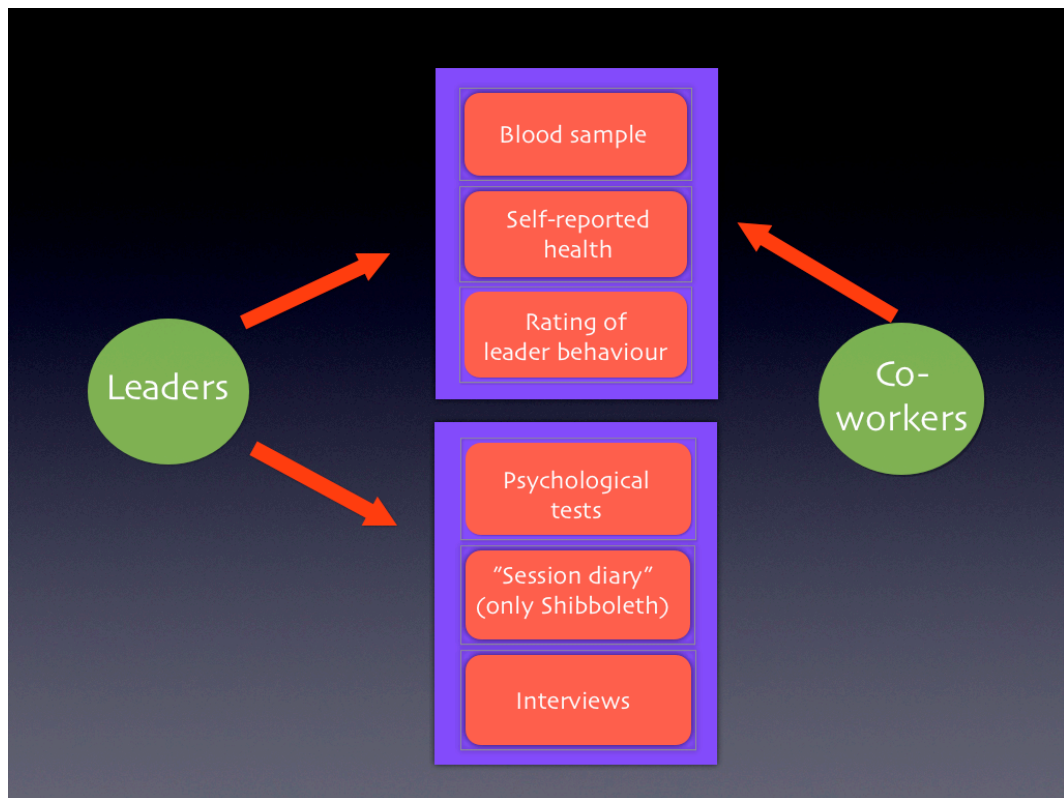 Blood sample
Self-reported
health
Rating of
leader behaviour
Leaders
Co-
workers
Psychological
tests
”Session diary”
(only Shibboleth)
Interviews